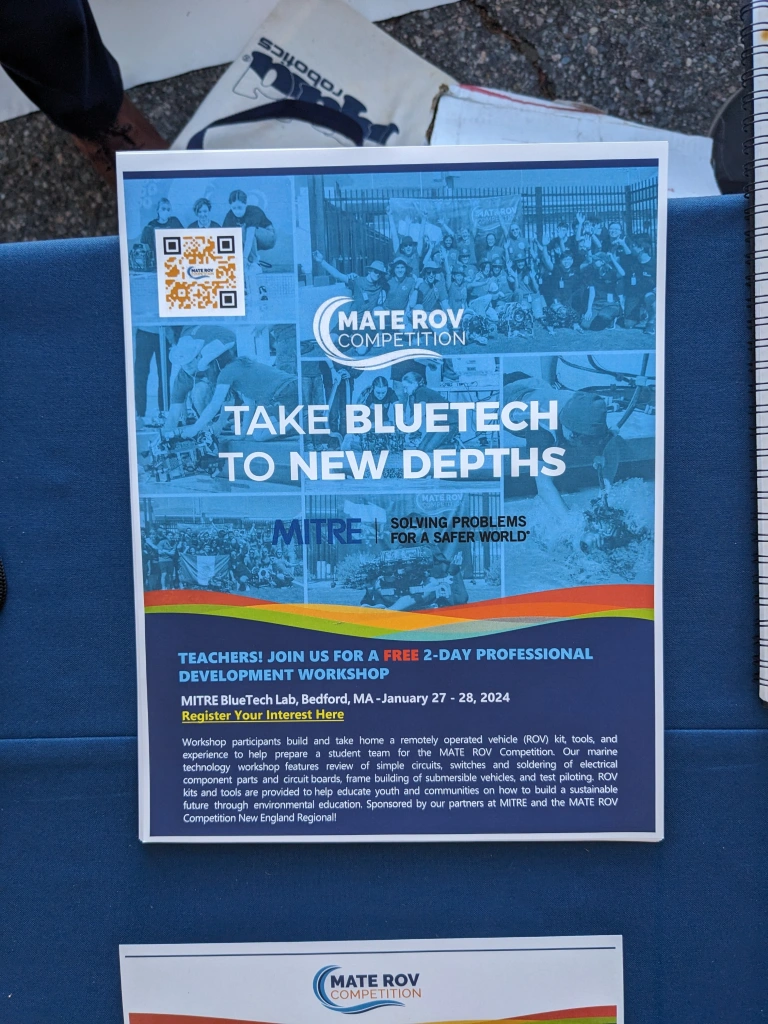 robotics
MATE ROV
MATE ROV
COMPETITION
TAKE BLUETECH
TO NEW DEPTHS
MATE ROV
MITRE | SOLVING PROBLEMS
FOR A SAFER WORLD®
TEACHERS! JOIN US FOR A FREE 2-DAY PROFESSIONAL
DEVELOPMENT WORKSHOP
MITRE BlueTech Lab, Bedford, MA - January 27 - 28, 2024
Register Your Interest Here
Workshop participants build and take home a remotely operated vehicle (ROV) kit, tools, and
experience to help prepare a student team for the MATE ROV Competition. Our marine
technology workshop features review of simple circuits, switches and soldering of electrical
component parts and circuit boards, frame building of submersible vehicles, and test piloting. ROV
kits and tools are provided to help educate youth and communities on how to build a sustainable
future through environmental education. Sponsored by our partners at MITRE and the MATE ROV
Competition New England Regional!
MATE ROV
COMPETITION